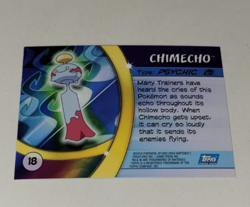 CHIMECHO™
Type: PSYCHIC
Many Trainers have
heard the cries of this
Pokémon as sounds
echo throughout its
hollow body. When
Chimecho gets upset,
it can cry so loudly
that it sends its
enemies flying.
18
Topps